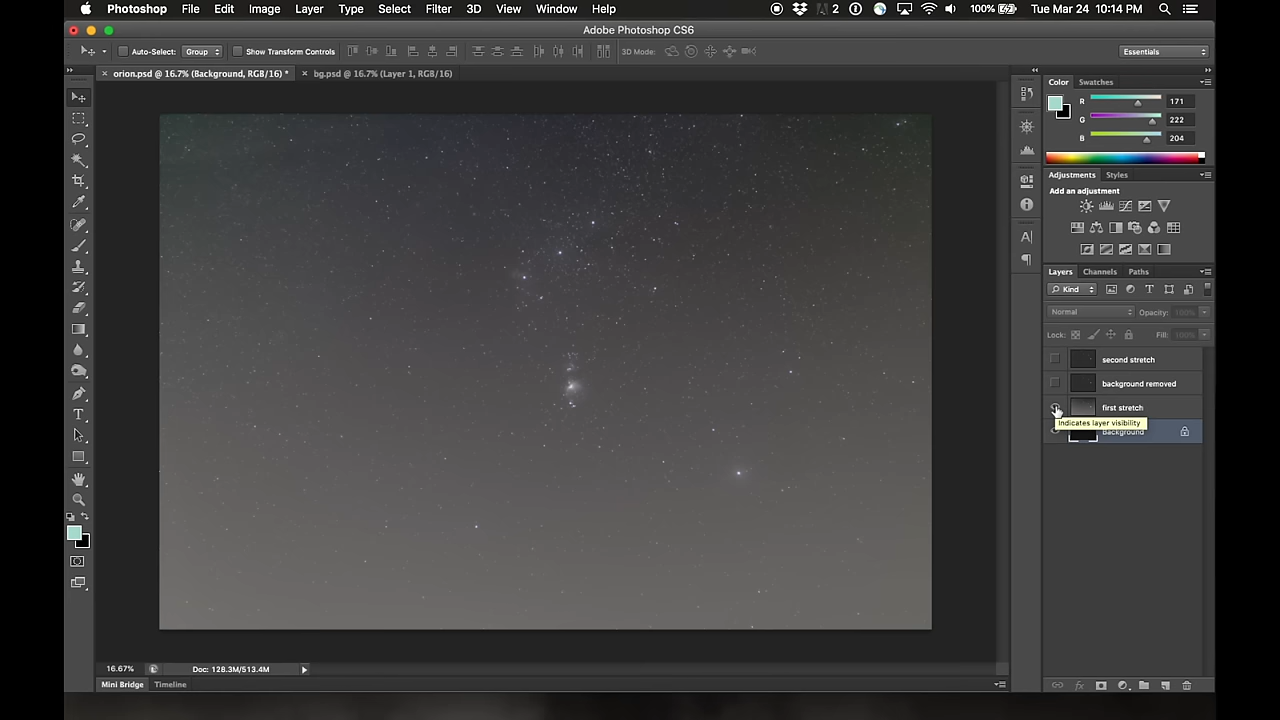 Photoshop File Edit Image Layer Type Select Filter 3D View Window Help 2 100% Tue Mar 24 10:14 PM
Adobe Photoshop CS6
Auto-Select: Group Show Transform Controls 3D Mode: Essentials
× orion.psd @ 16.7% (Background, RGB/16) * × bg.psd @ 16.7% (Layer 1, RGB/16)
Color Swatches
R 171
G 222
B 204
Adjustments Styles
Add an adjustment
Layers Channels Paths
Kind
Normal Opacity: 100%
Lock: Fill: 100%
second stretch
background removed
first stretch
Indicates layer visibility
Background
16.67% Doc: 128.3M/513.4M
Mini Bridge Timeline